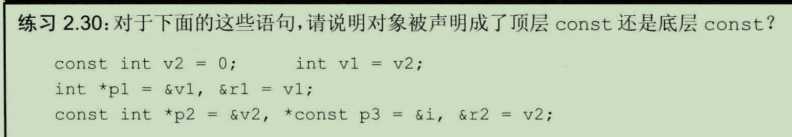 练习 2.30:对于下面的这些语句,请说明对象被声明成了顶层 const 还是底层 const?
const int v2 = 0;      int v1 = v2;
int *p1 = &v1, &r1 = v1;
const int *p2 = &v2, *const p3 = &i, &r2 = v2;